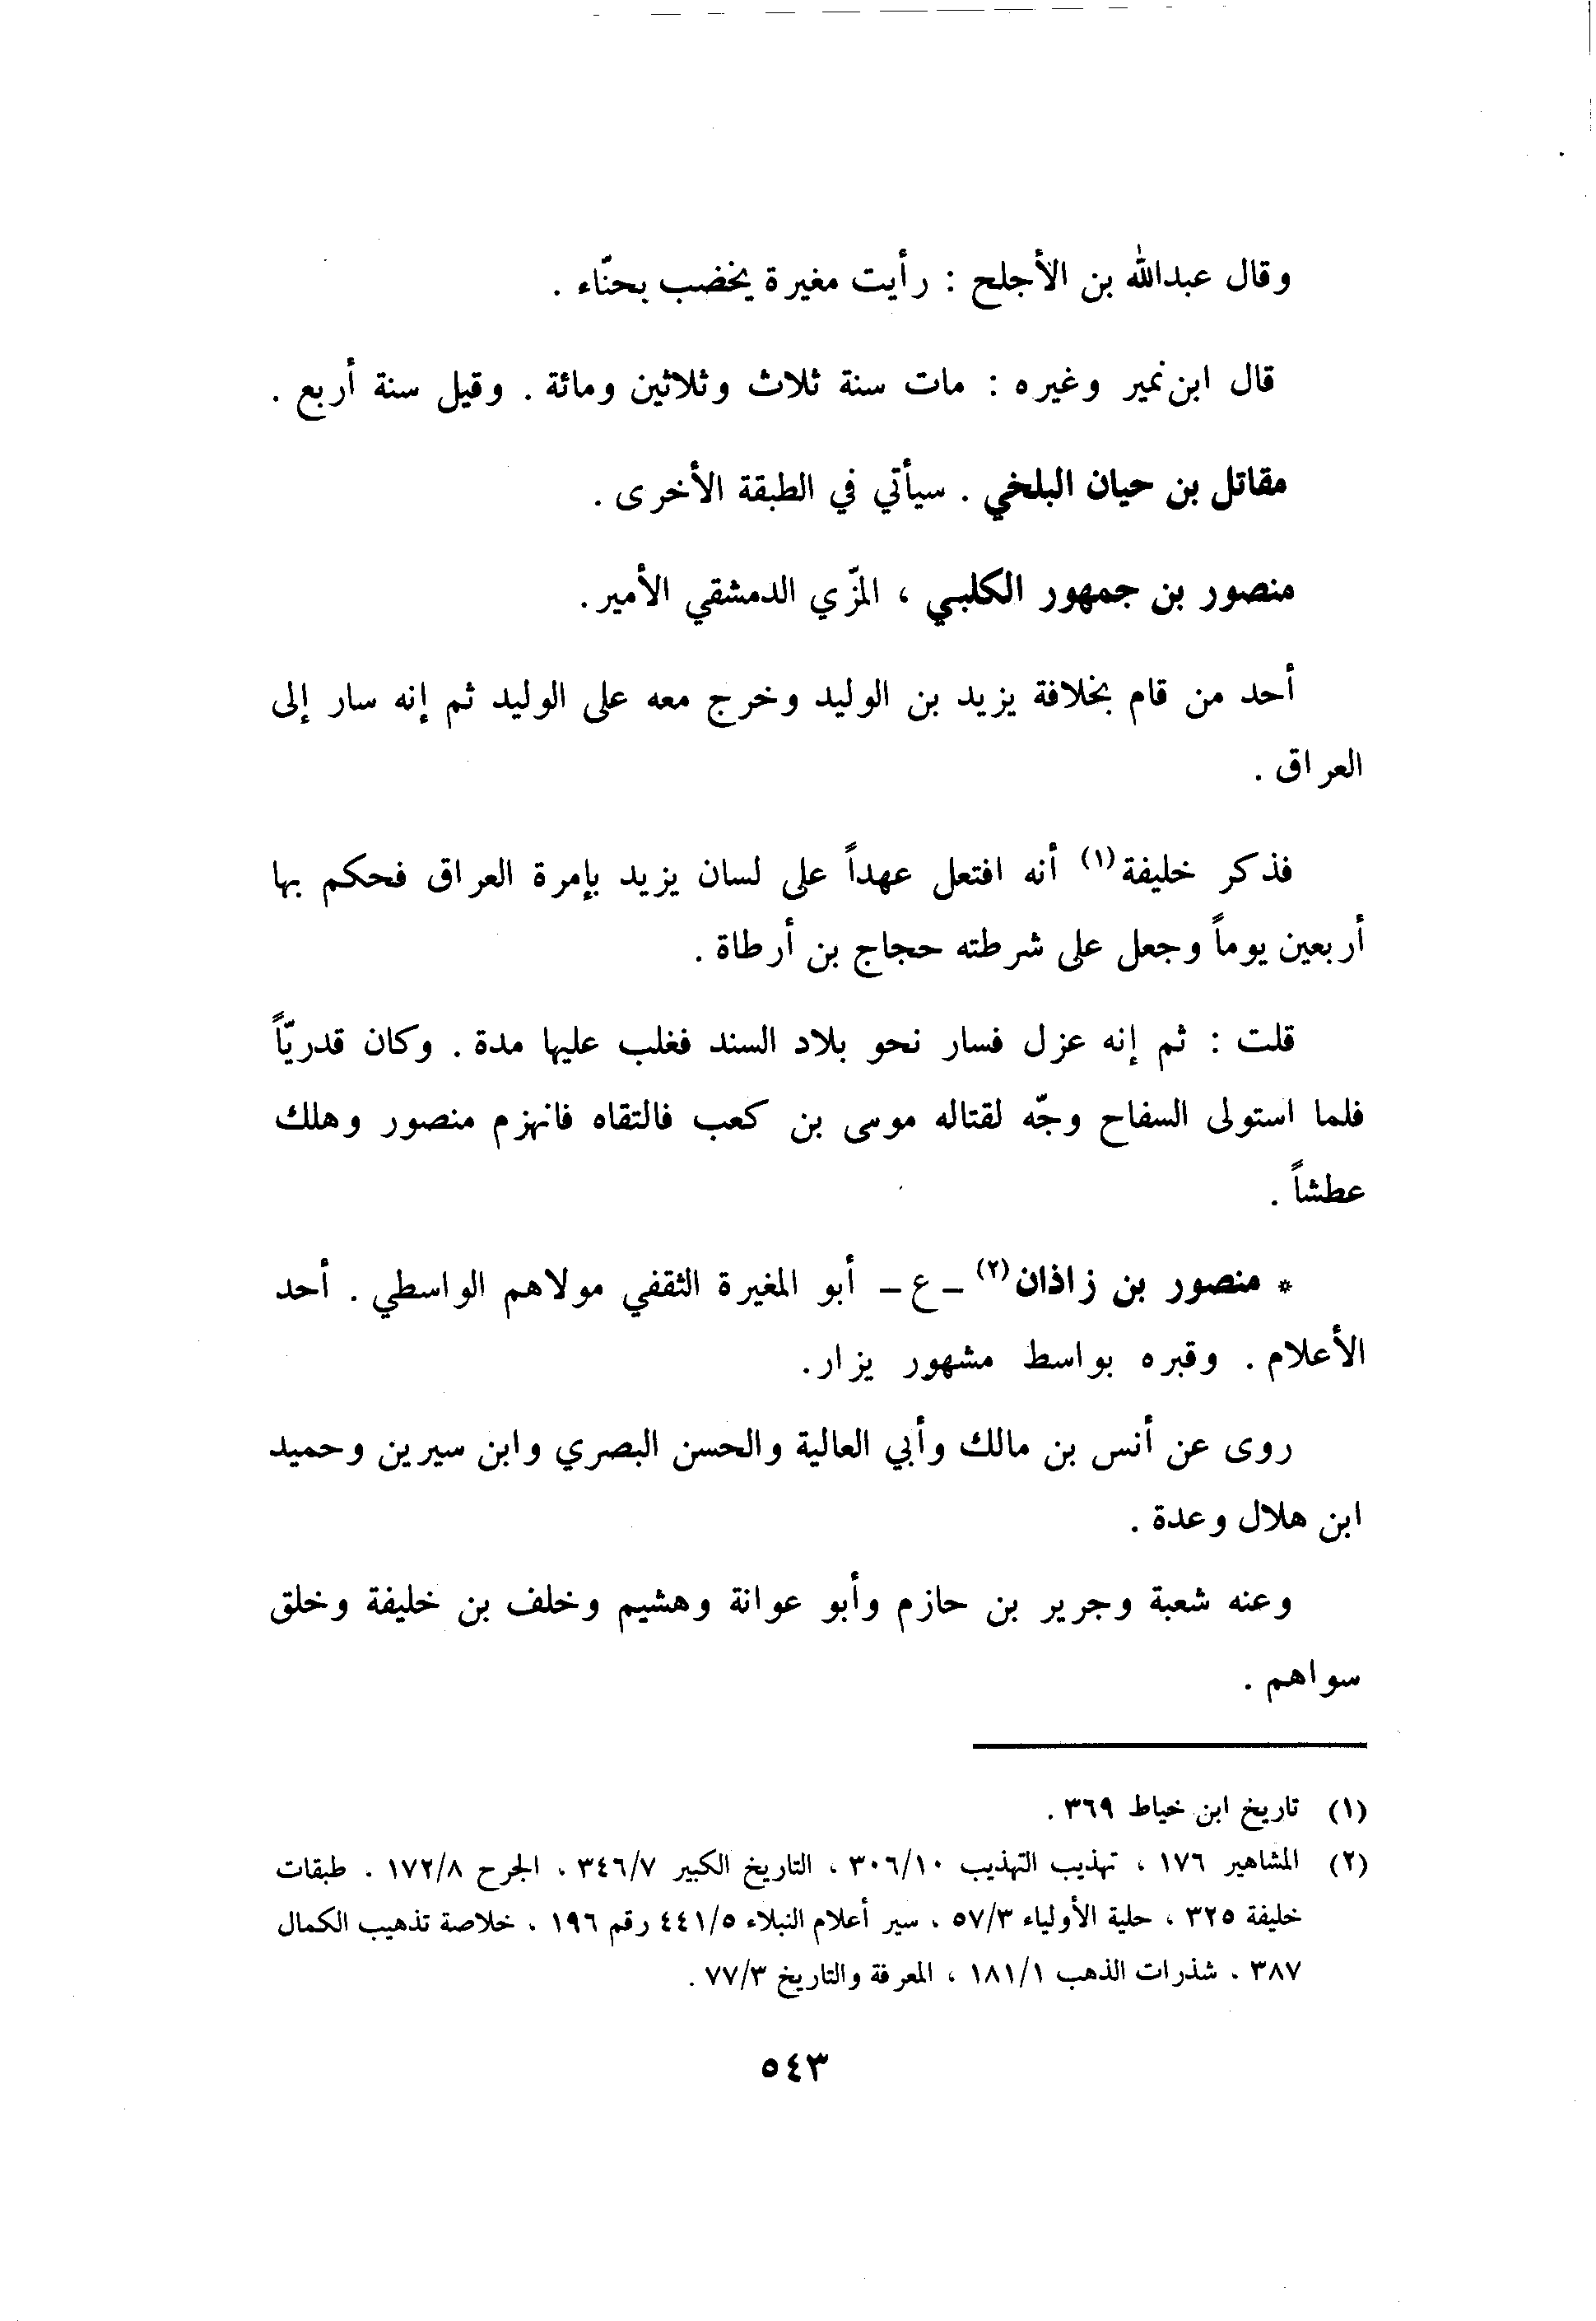 وقال عبدالله بن الأجلح : رأيت مغيرة يخضب بحنّاء .
قال ابن نمير وغيره : مات سنة ثلاث وثلاثين ومائة . وقيل سنة أربع .
مقاتل بن حيان البلخي . سيأتي في الطبقة الأخرى .
منصور بن جمهور الكلبي ، المزّي الدمشقي الأمير .
أحد من قام بخلافة يزيد بن الوليد وخرج معه على الوليد ثم إنه سار إلى
العراق .
فذكر خليفة(١) أنه افتعل عهداً على لسان يزيد بإمرة العراق فحكم بها
أربعين يوماً وجعل على شرطته حجاج بن أرطاة .
قلت : ثم إنه عزل فسار نحو بلاد السند فغلب عليها مدة . وكان قدريّاً
فلما استولى السفاح وجّه لقتاله موسى بن كعب فالتقاه فانهزم منصور وهلك
عطشاً .
* منصور بن زاذان(٢) - ع - أبو المغيرة الثقفي مولاهم الواسطي . أحد
الأعلام . وقبره بواسط مشهور يزار .
روى عن أنس بن مالك وأبي العالية والحسن البصري وابن سيرين وحميد
ابن هلال وعدة .
وعنه شعبة وجرير بن حازم وأبو عوانة وهشيم وخلف بن خليفة وخلق
سواهم .
(١) تاريخ ابن خياط ٣٦٩ .
(٢) المشاهير ١٧٦ ، تهذيب التهذيب ٣٠٦/١٠ ، التاريخ الكبير ٣٤٦/٧ ، الجرح ١٧٢/٨ . طبقات
خليفة ٣٢٥ ، حلية الأولياء ٥٧/٣ ، سير أعلام النبلاء ٤٤١/٥ رقم ١٩٦ ، خلاصة تذهيب الكمال
٣٨٧ . شذرات الذهب ١٨١/١ ، المعرفة والتاريخ ٧٧/٣ .
٥٤٣